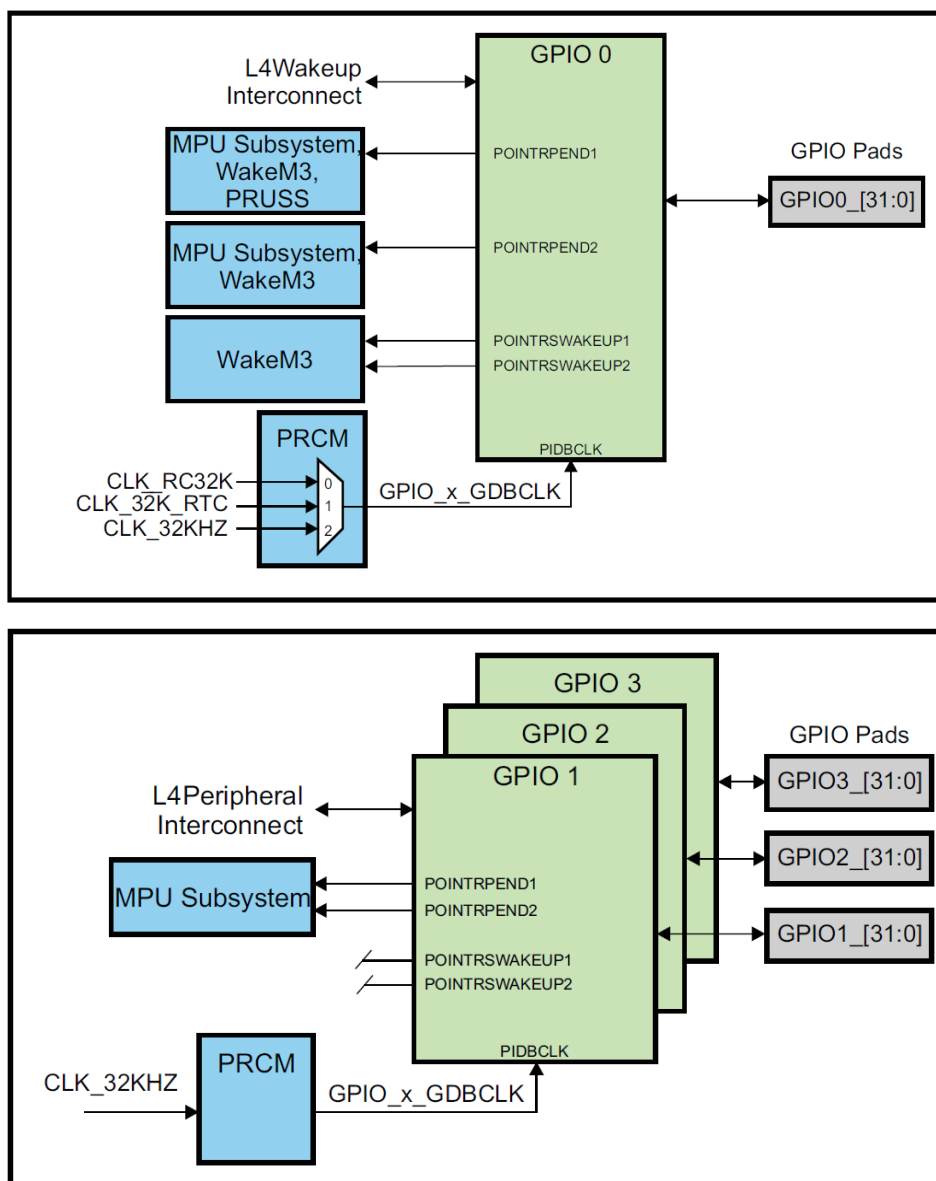 GPIO 0
L4Wakeup
Interconnect
MPU Subsystem,
WakeM3,
PRUSS
POINTRPEND1
GPIO Pads
GPIO0_[31:0]
MPU Subsystem,
WakeM3
POINTRPEND2
WakeM3
POINTRSWAKEUP1
POINTRSWAKEUP2
PRCM
PIDBCLK
CLK_RC32K
0
CLK_32K_RTC
1
CLK_32KHZ
2
GPIO_x_GDBCLK
GPIO 3
GPIO 2
GPIO 1
GPIO Pads
GPIO3_[31:0]
L4Peripheral
Interconnect
GPIO2_[31:0]
MPU Subsystem
POINTRPEND1
POINTRPEND2
GPIO1_[31:0]
POINTRSWAKEUP1
POINTRSWAKEUP2
PIDBCLK
PRCM
CLK_32KHZ
GPIO_x_GDBCLK